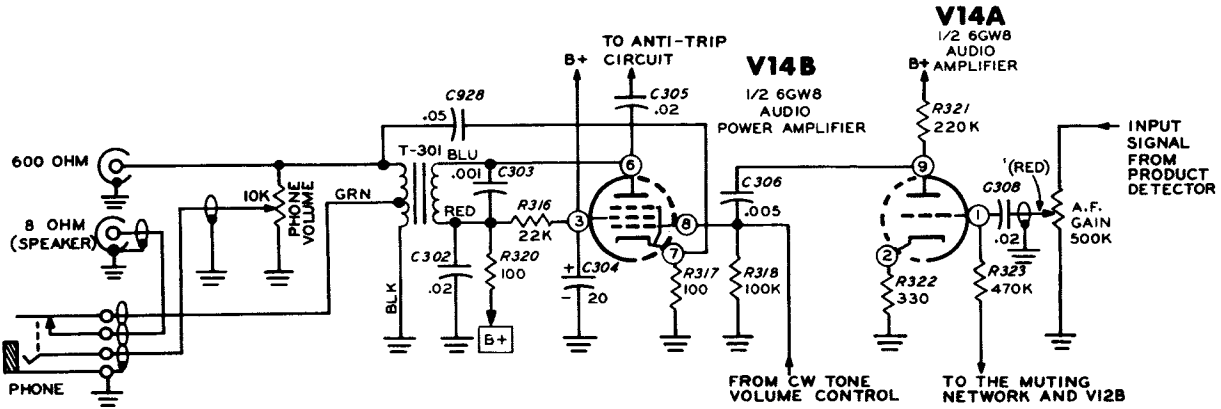 V14A
1/2 6GW8
AUDIO
AMPLIFIER
B+
TO ANTI-TRIP
CIRCUIT
B+
V14B
1/2 6GW8
AUDIO
POWER AMPLIFIER
C928
.05
C305
.02
R321
220K
INPUT
SIGNAL
FROM
PRODUCT
DETECTOR
600 OHM
T-301
BLU
.001
C303
6
9
(RED)
10K
PHONE
VOLUME
GRN
RED
R316
22K
3
8
7
C306
.005
C308
.02
1
A.F.
GAIN
500K
8 OHM
(SPEAKER)
C302
.02
R320
100
C304
+
-
20
R317
100
R318
100K
2
R322
330
R323
470K
BLK
B+
PHONE
FROM CW TONE
VOLUME CONTROL
TO THE MUTING
NETWORK AND V12B